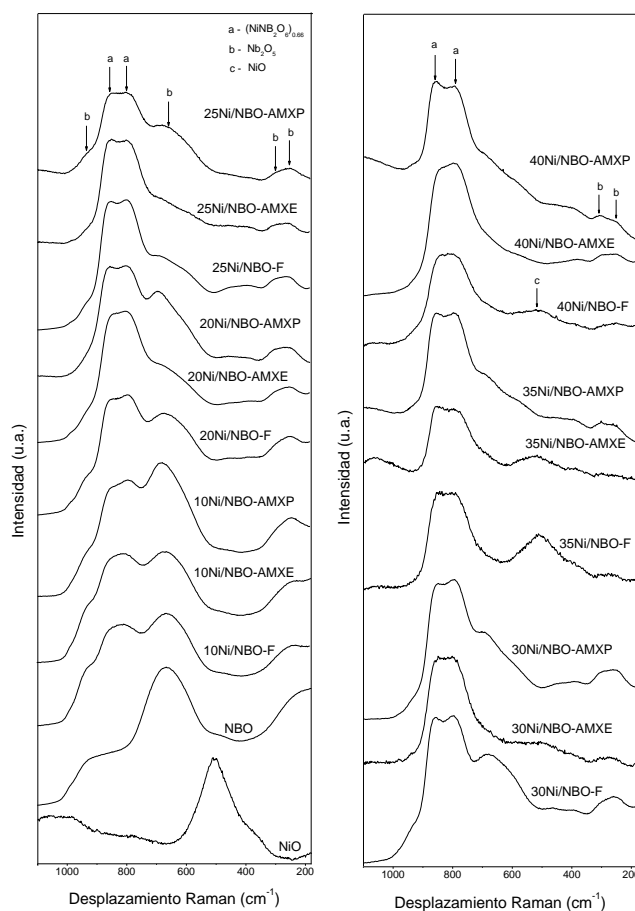 a - (NiNB₂O₆)₀.₆₆
b - Nb₂O₅
c - NiO
a a
b b
b b
25Ni/NBO-AMXP
25Ni/NBO-AMXE
25Ni/NBO-F
20Ni/NBO-AMXP
20Ni/NBO-AMXE
20Ni/NBO-F
10Ni/NBO-AMXP
10Ni/NBO-AMXE
10Ni/NBO-F
NBO
NiO
Intensidad (u.a.)
1000 800 600 400 200
Desplazamiento Raman (cm⁻¹)
a a
40Ni/NBO-AMXP
b b
40Ni/NBO-AMXE
c
40Ni/NBO-F
35Ni/NBO-AMXP
35Ni/NBO-AMXE
35Ni/NBO-F
30Ni/NBO-AMXP
30Ni/NBO-AMXE
30Ni/NBO-F
Intensidad (u.a.)
1000 800 600 400 200
Desplazamiento Raman (cm⁻¹)